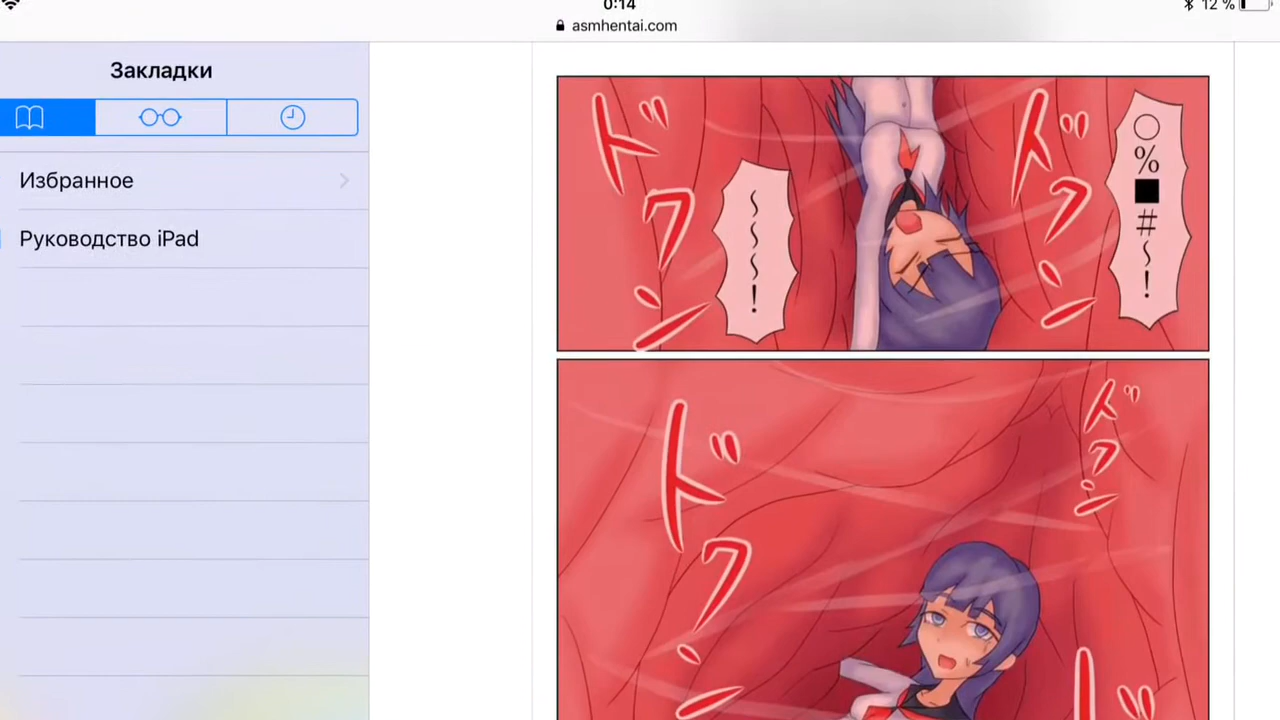 0:14
12 %
asmhentai.com
Закладки
Избранное
Руководство iPad
ドクン
ドクン
○%■#~!
~~~!
ドクン
ドクン